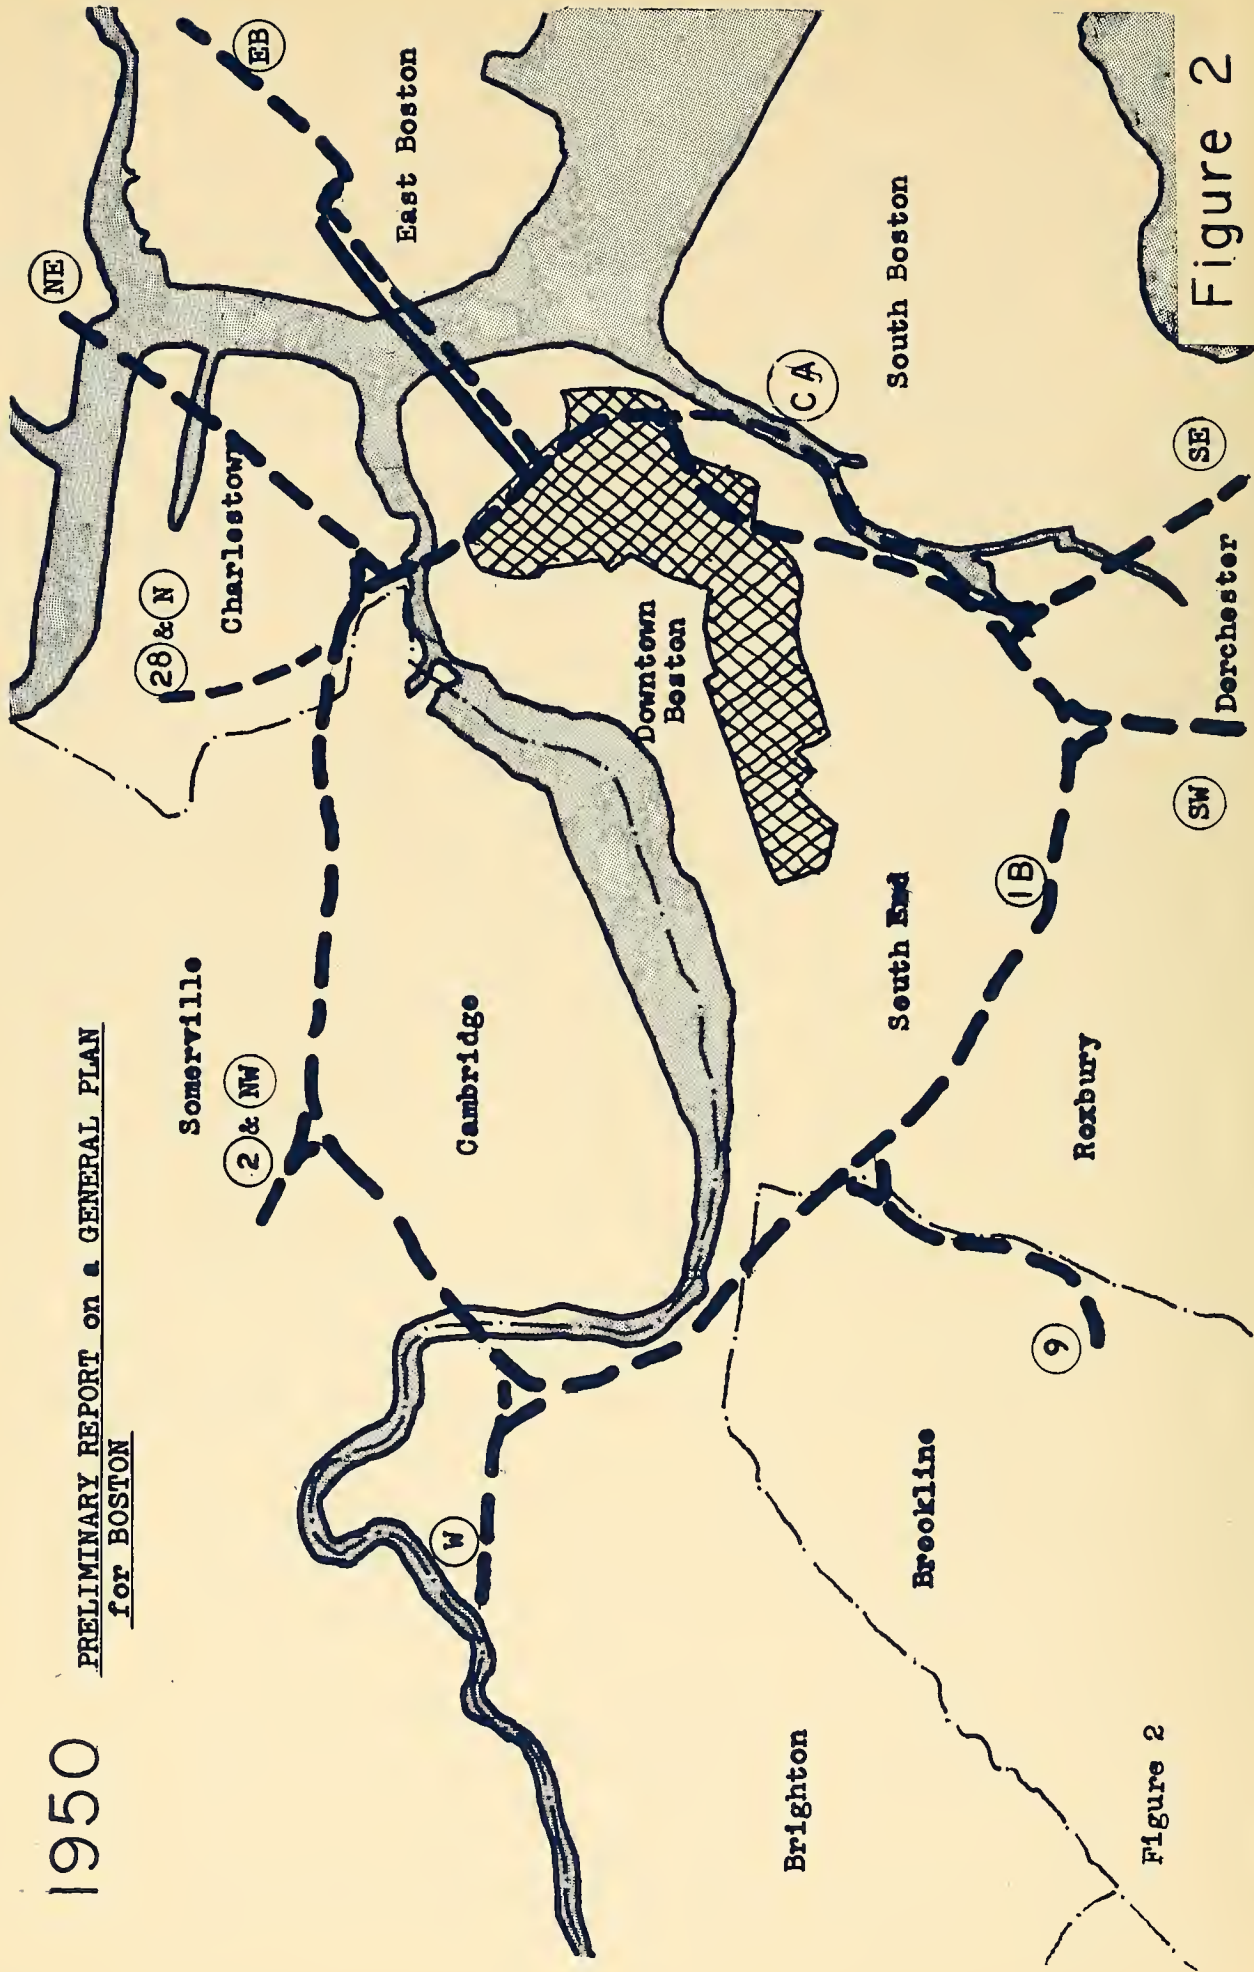 1950
PRELIMINARY REPORT on a GENERAL PLAN
for BOSTON
NE
EB
28 & N
Charlestown
East Boston
Somerville
2 & NW
Cambridge
W
Downtown
Boston
CA
South Boston
Brighton
Brookline
South End
9
Roxbury
1B
SW
Dorchester
SE
Figure 2
Figure 2